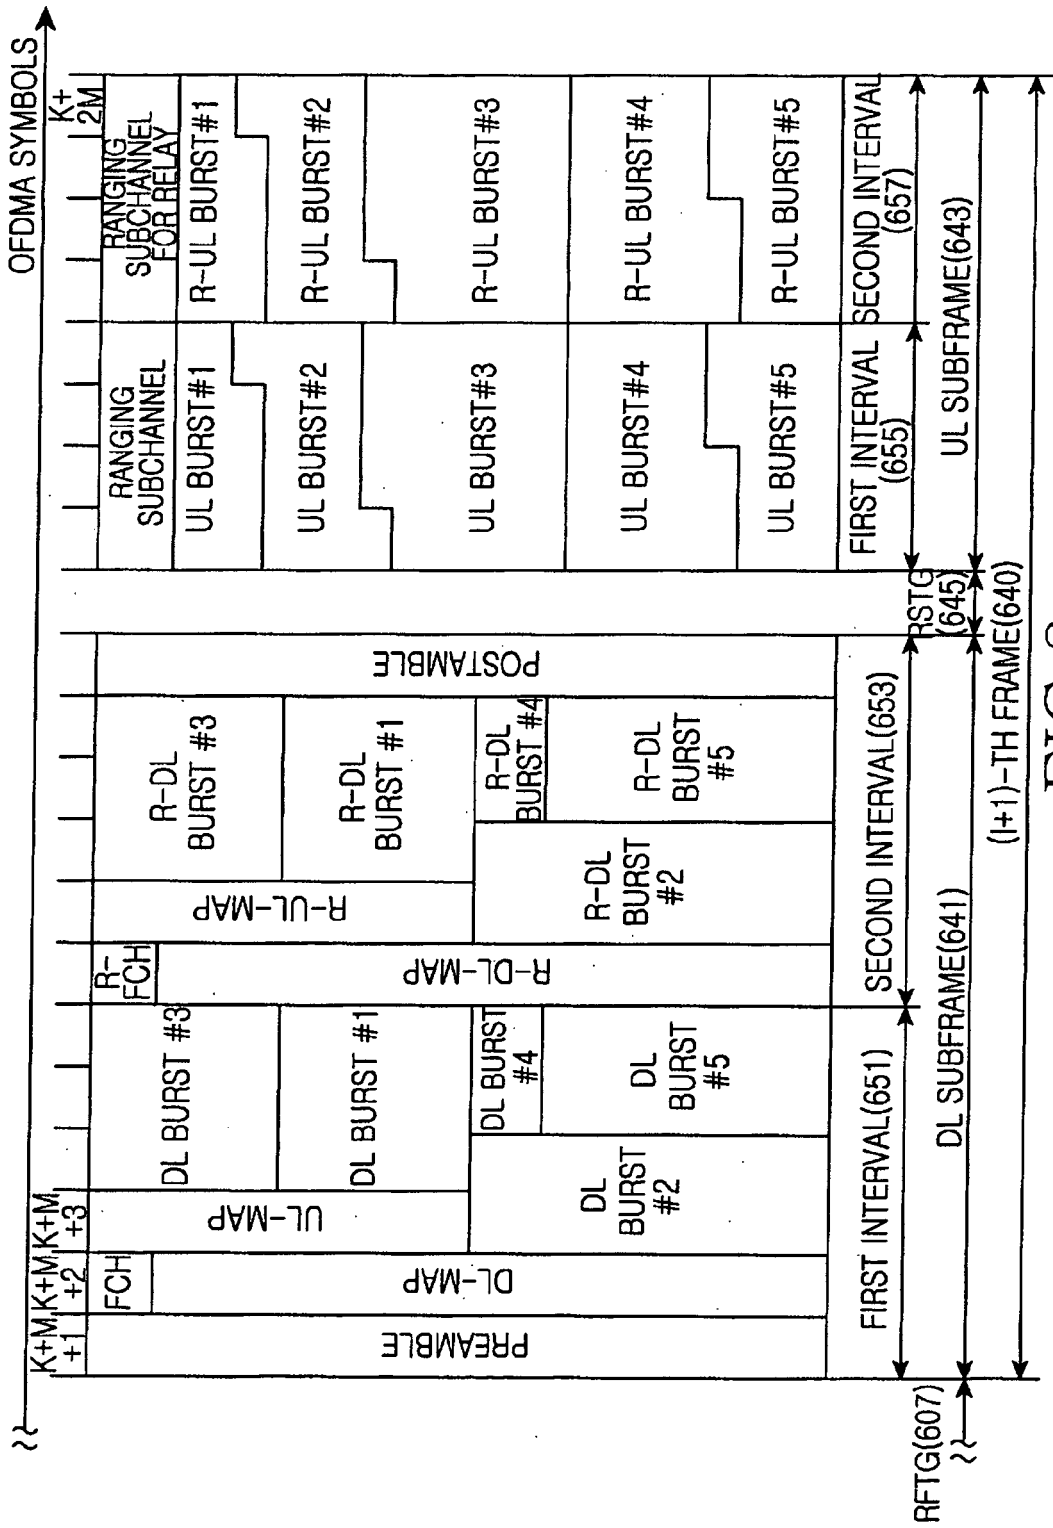 OFDMA SYMBOLS
K+M
+1
K+M
+2
K+M
+3
K+
2M
PREAMBLE
FCH
DL-MAP
UL-MAP
DL BURST #3
DL BURST #1
DL
BURST
#2
DL BURST
#4
DL
BURST
#5
R-
FCH
R-DL-MAP
R-UL-MAP
R-DL
BURST #3
R-DL
BURST #1
R-DL
BURST
#2
R-DL
BURST #4
R-DL
BURST
#5
POSTAMBLE
RANGING
SUBCHANNEL
UL BURST#1
UL BURST#2
UL BURST#3
UL BURST#4
UL BURST#5
RANGING
SUBCHANNEL
FOR RELAY
R-UL BURST#1
R-UL BURST#2
R-UL BURST#3
R-UL BURST#4
R-UL BURST#5
FIRST INTERVAL(651)
SECOND INTERVAL(653)
FIRST INTERVAL
(655)
SECOND INTERVAL
(657)
RFTG(607)
DL SUBFRAME(641)
RSTG
(645)
UL SUBFRAME(643)
(I+1)-TH FRAME(640)